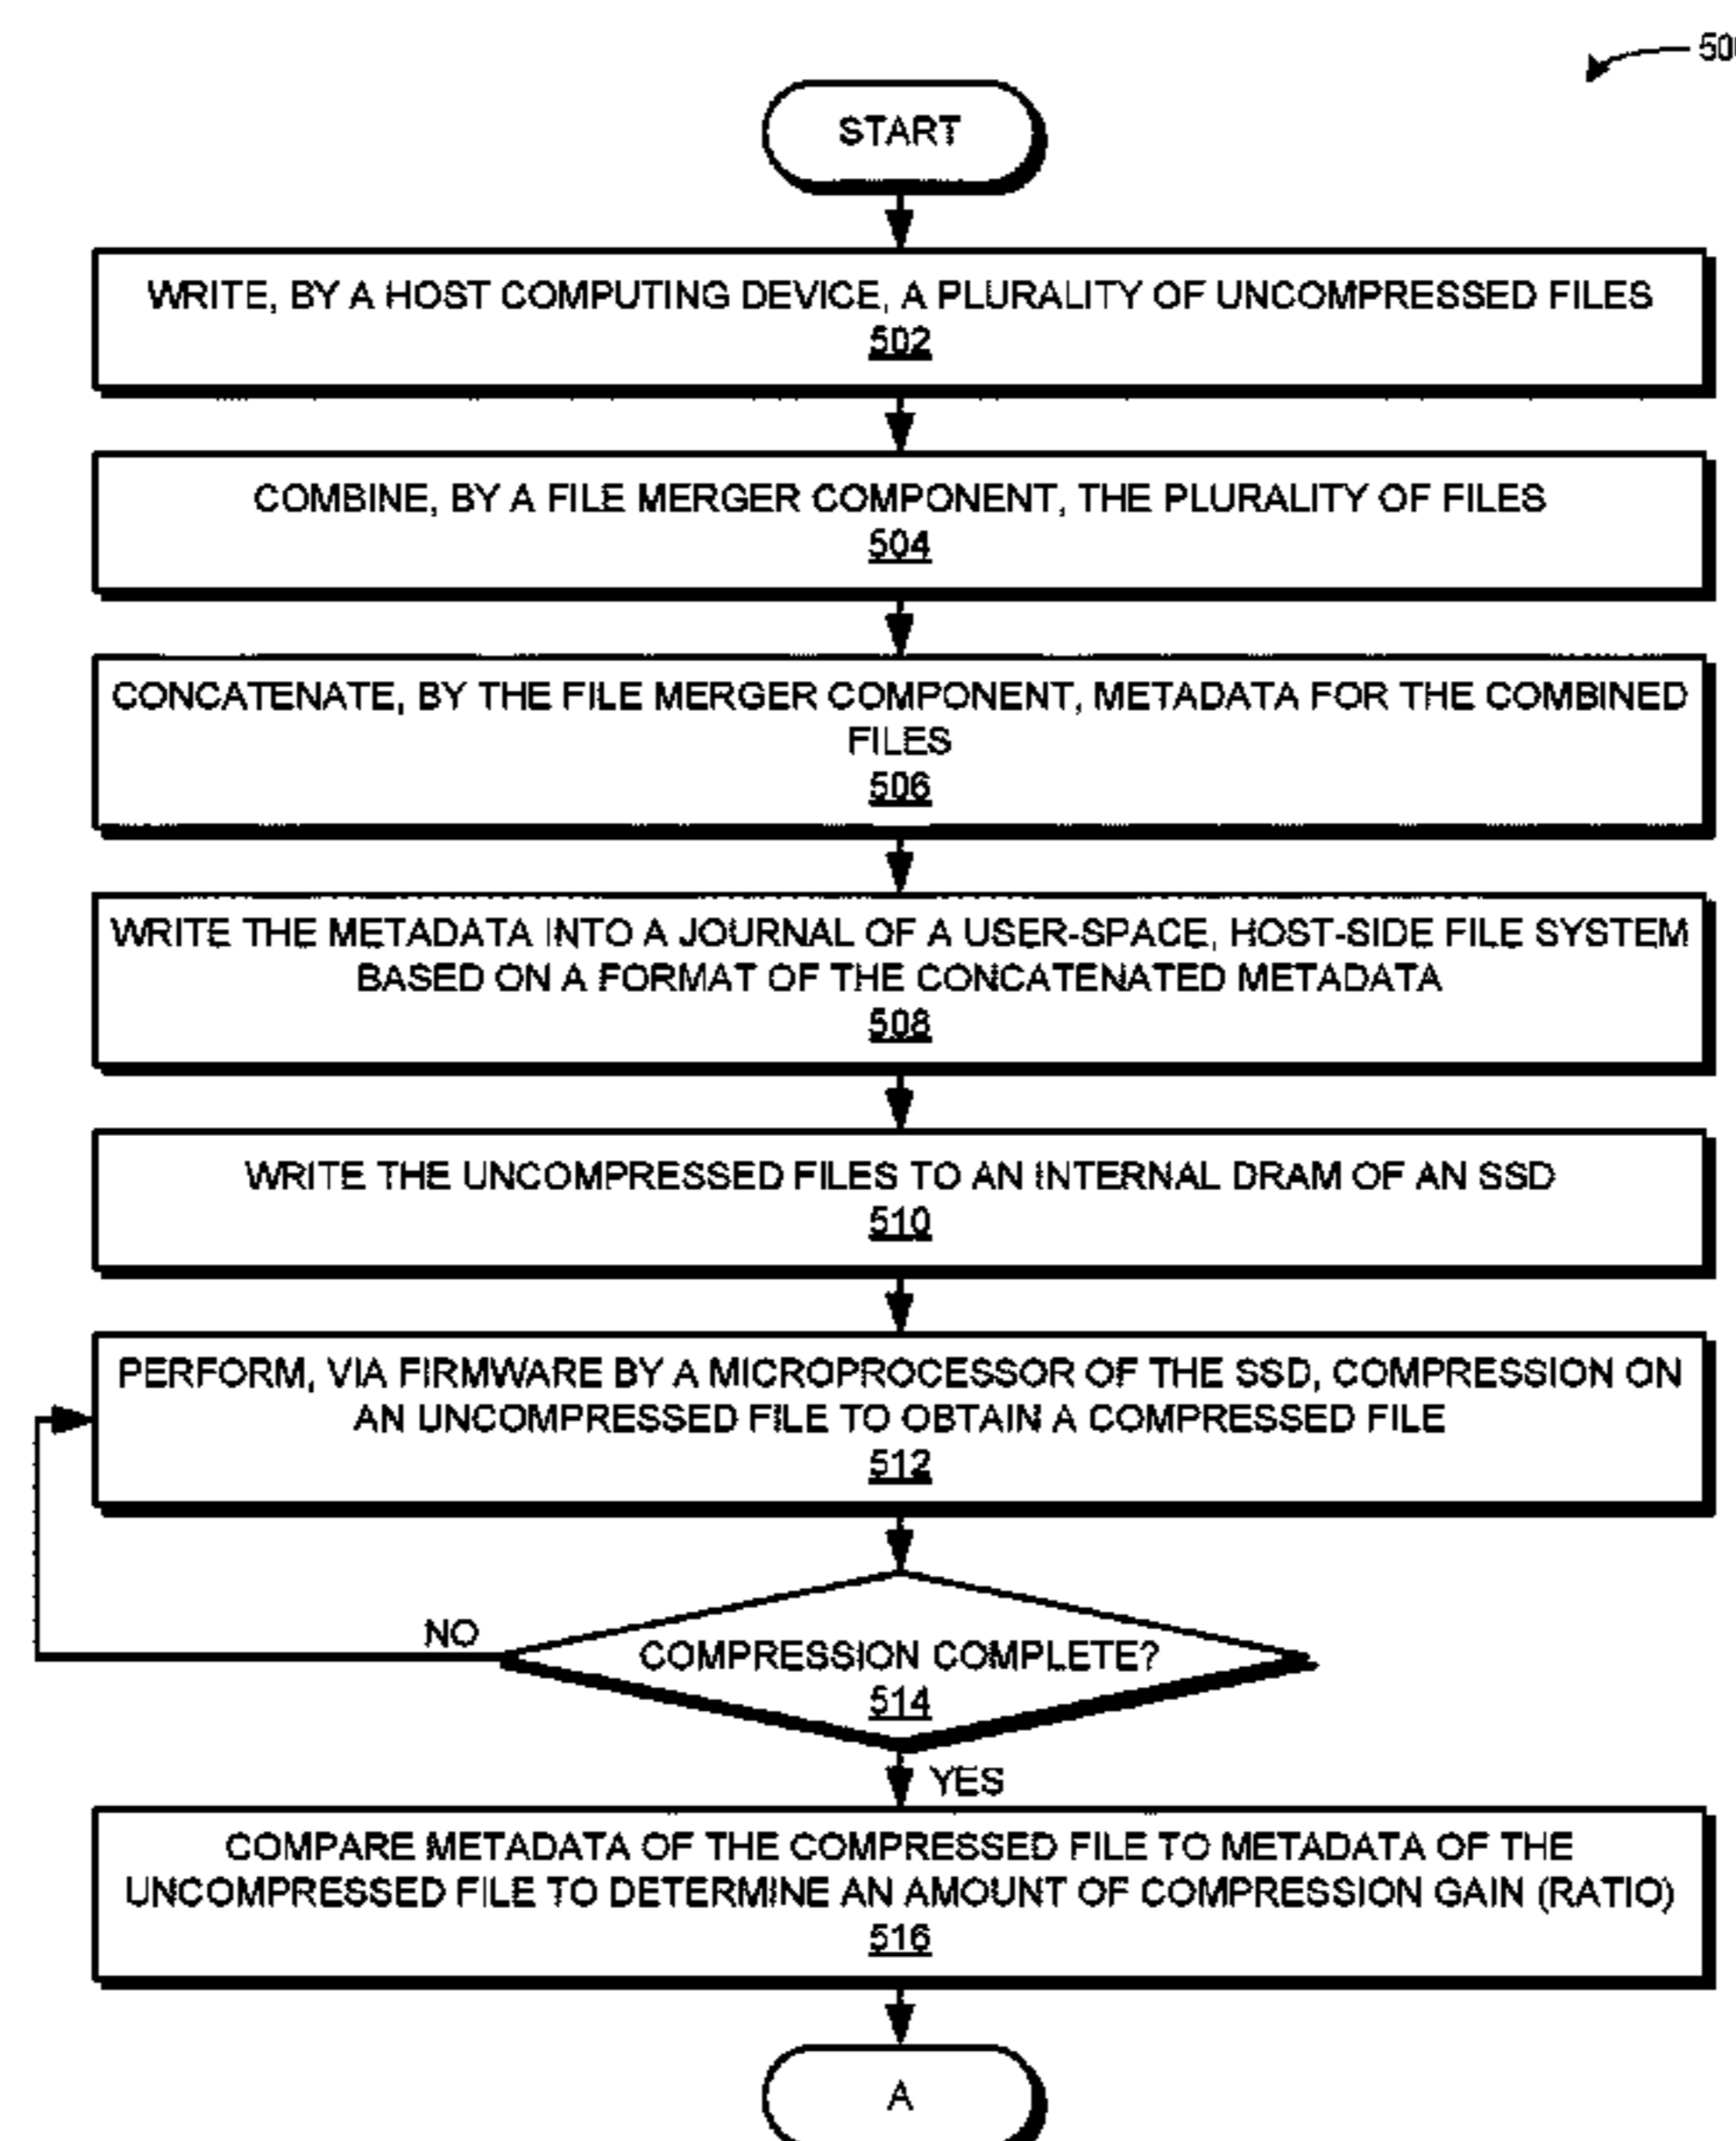 50
START
WRITE, BY A HOST COMPUTING DEVICE, A PLURALITY OF UNCOMPRESSED FILES
502
COMBINE, BY A FILE MERGER COMPONENT, THE PLURALITY OF FILES
504
CONCATENATE, BY THE FILE MERGER COMPONENT, METADATA FOR THE COMBINED
FILES
506
WRITE THE METADATA INTO A JOURNAL OF A USER-SPACE, HOST-SIDE FILE SYSTEM
BASED ON A FORMAT OF THE CONCATENATED METADATA
508
WRITE THE UNCOMPRESSED FILES TO AN INTERNAL DRAM OF AN SSD
510
PERFORM, VIA FIRMWARE BY A MICROPROCESSOR OF THE SSD, COMPRESSION ON
AN UNCOMPRESSED FILE TO OBTAIN A COMPRESSED FILE
512
NO
COMPRESSION COMPLETE?
514
YES
COMPARE METADATA OF THE COMPRESSED FILE TO METADATA OF THE
UNCOMPRESSED FILE TO DETERMINE AN AMOUNT OF COMPRESSION GAIN (RATIO)
516
A